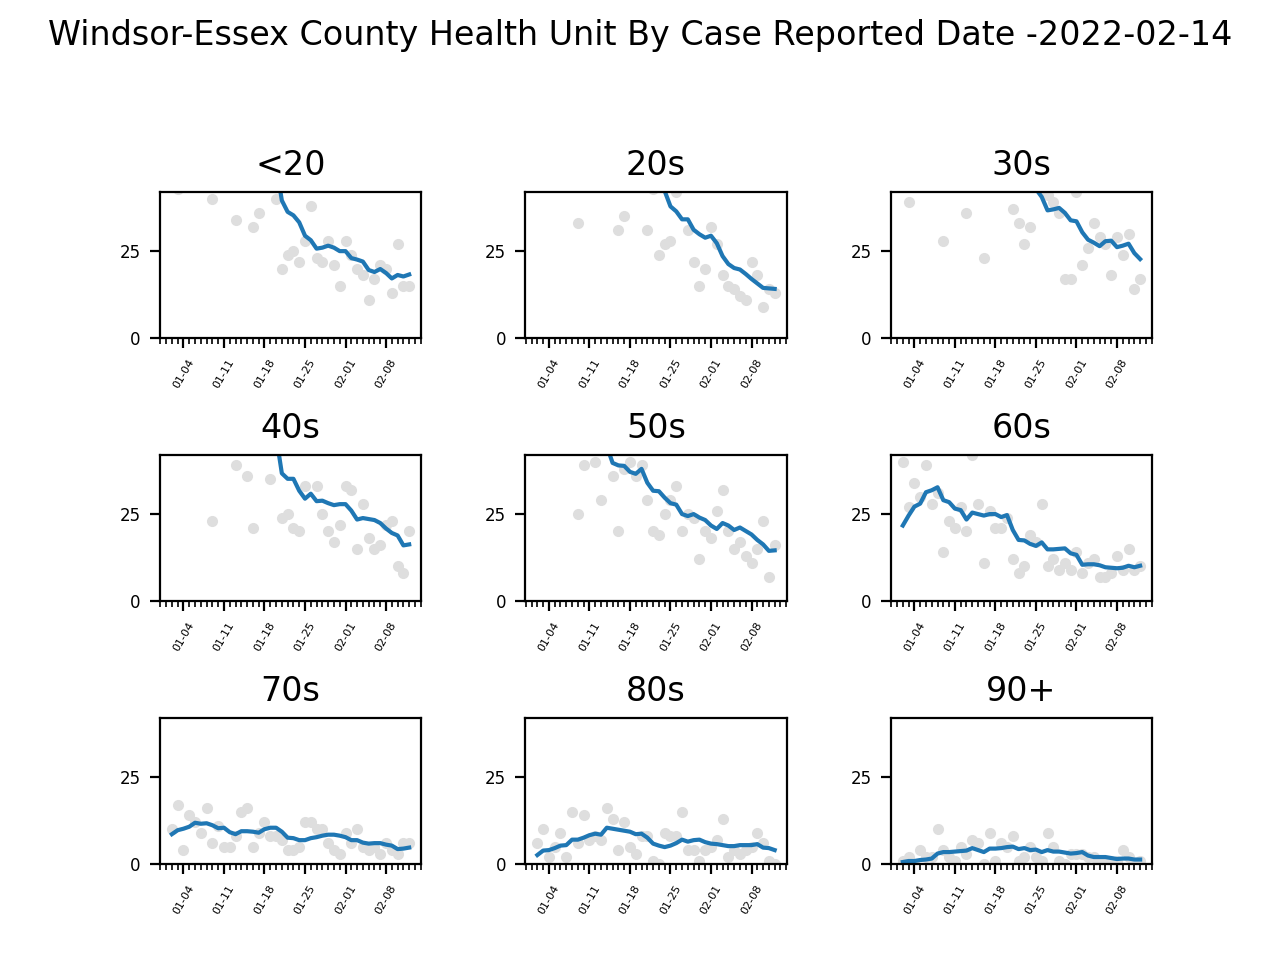 Windsor-Essex County Health Unit By Case Reported Date -2022-02-14
<20 20s 30s
25 25 25
0 0 0
01-04 01-11 01-18 01-25 02-01 02-08 01-04 01-11 01-18 01-25 02-01 02-08 01-04 01-11 01-18 01-25 02-01 02-08
40s 50s 60s
25 25 25
0 0 0
01-04 01-11 01-18 01-25 02-01 02-08 01-04 01-11 01-18 01-25 02-01 02-08 01-04 01-11 01-18 01-25 02-01 02-08
70s 80s 90+
25 25 25
0 0 0
01-04 01-11 01-18 01-25 02-01 02-08 01-04 01-11 01-18 01-25 02-01 02-08 01-04 01-11 01-18 01-25 02-01 02-08